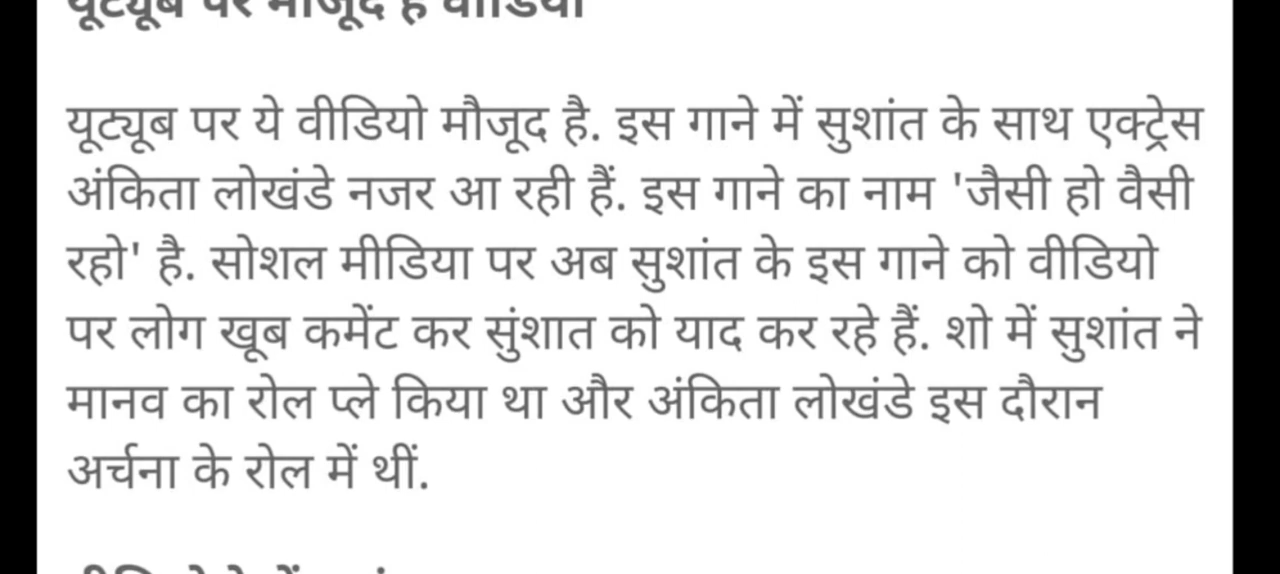 यूट्यूब पर मौजूद है वीडियो
यूट्यूब पर ये वीडियो मौजूद है. इस गाने में सुशांत के साथ एक्ट्रेस
अंकिता लोखंडे नजर आ रही हैं. इस गाने का नाम 'जैसी हो वैसी
रहो' है. सोशल मीडिया पर अब सुशांत के इस गाने को वीडियो
पर लोग खूब कमेंट कर सुंशात को याद कर रहे हैं. शो में सुशांत ने
मानव का रोल प्ले किया था और अंकिता लोखंडे इस दौरान
अर्चना के रोल में थीं.